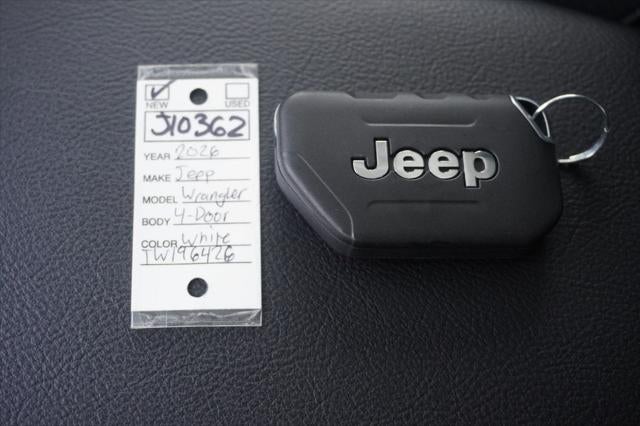 NEW USED
J10362
YEAR 2026
MAKE Jeep
MODEL Wrangler
BODY 4-Door
COLOR White
TW196426
Jeep